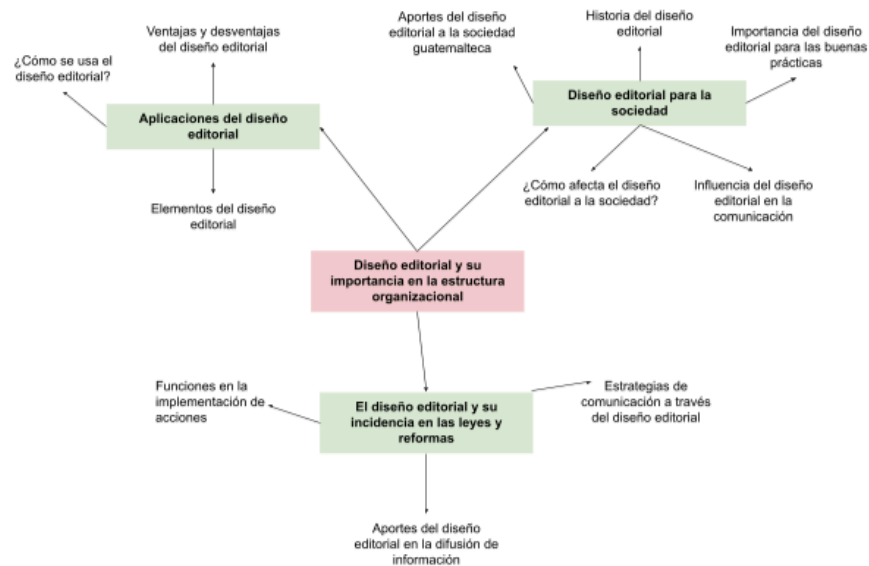 Aportes del diseño
editorial a la sociedad
guatemalteca
Historia del diseño
editorial
Importancia del diseño
editorial para las buenas
prácticas
Ventajas y desventajas
del diseño editorial
¿Cómo se usa el
diseño editorial?
Diseño editorial para la
sociedad
Aplicaciones del diseño
editorial
¿Cómo afecta el diseño
editorial a la sociedad?
Influencia del diseño
editorial en la
comunicación
Elementos del diseño
editorial
Diseño editorial y su
importancia en la estructura
organizacional
Funciones en la
implementación de
acciones
El diseño editorial y su
incidencia en las leyes y
reformas
Estrategias de
comunicación a través
del diseño editorial
Aportes del diseño
editorial en la difusión de
información